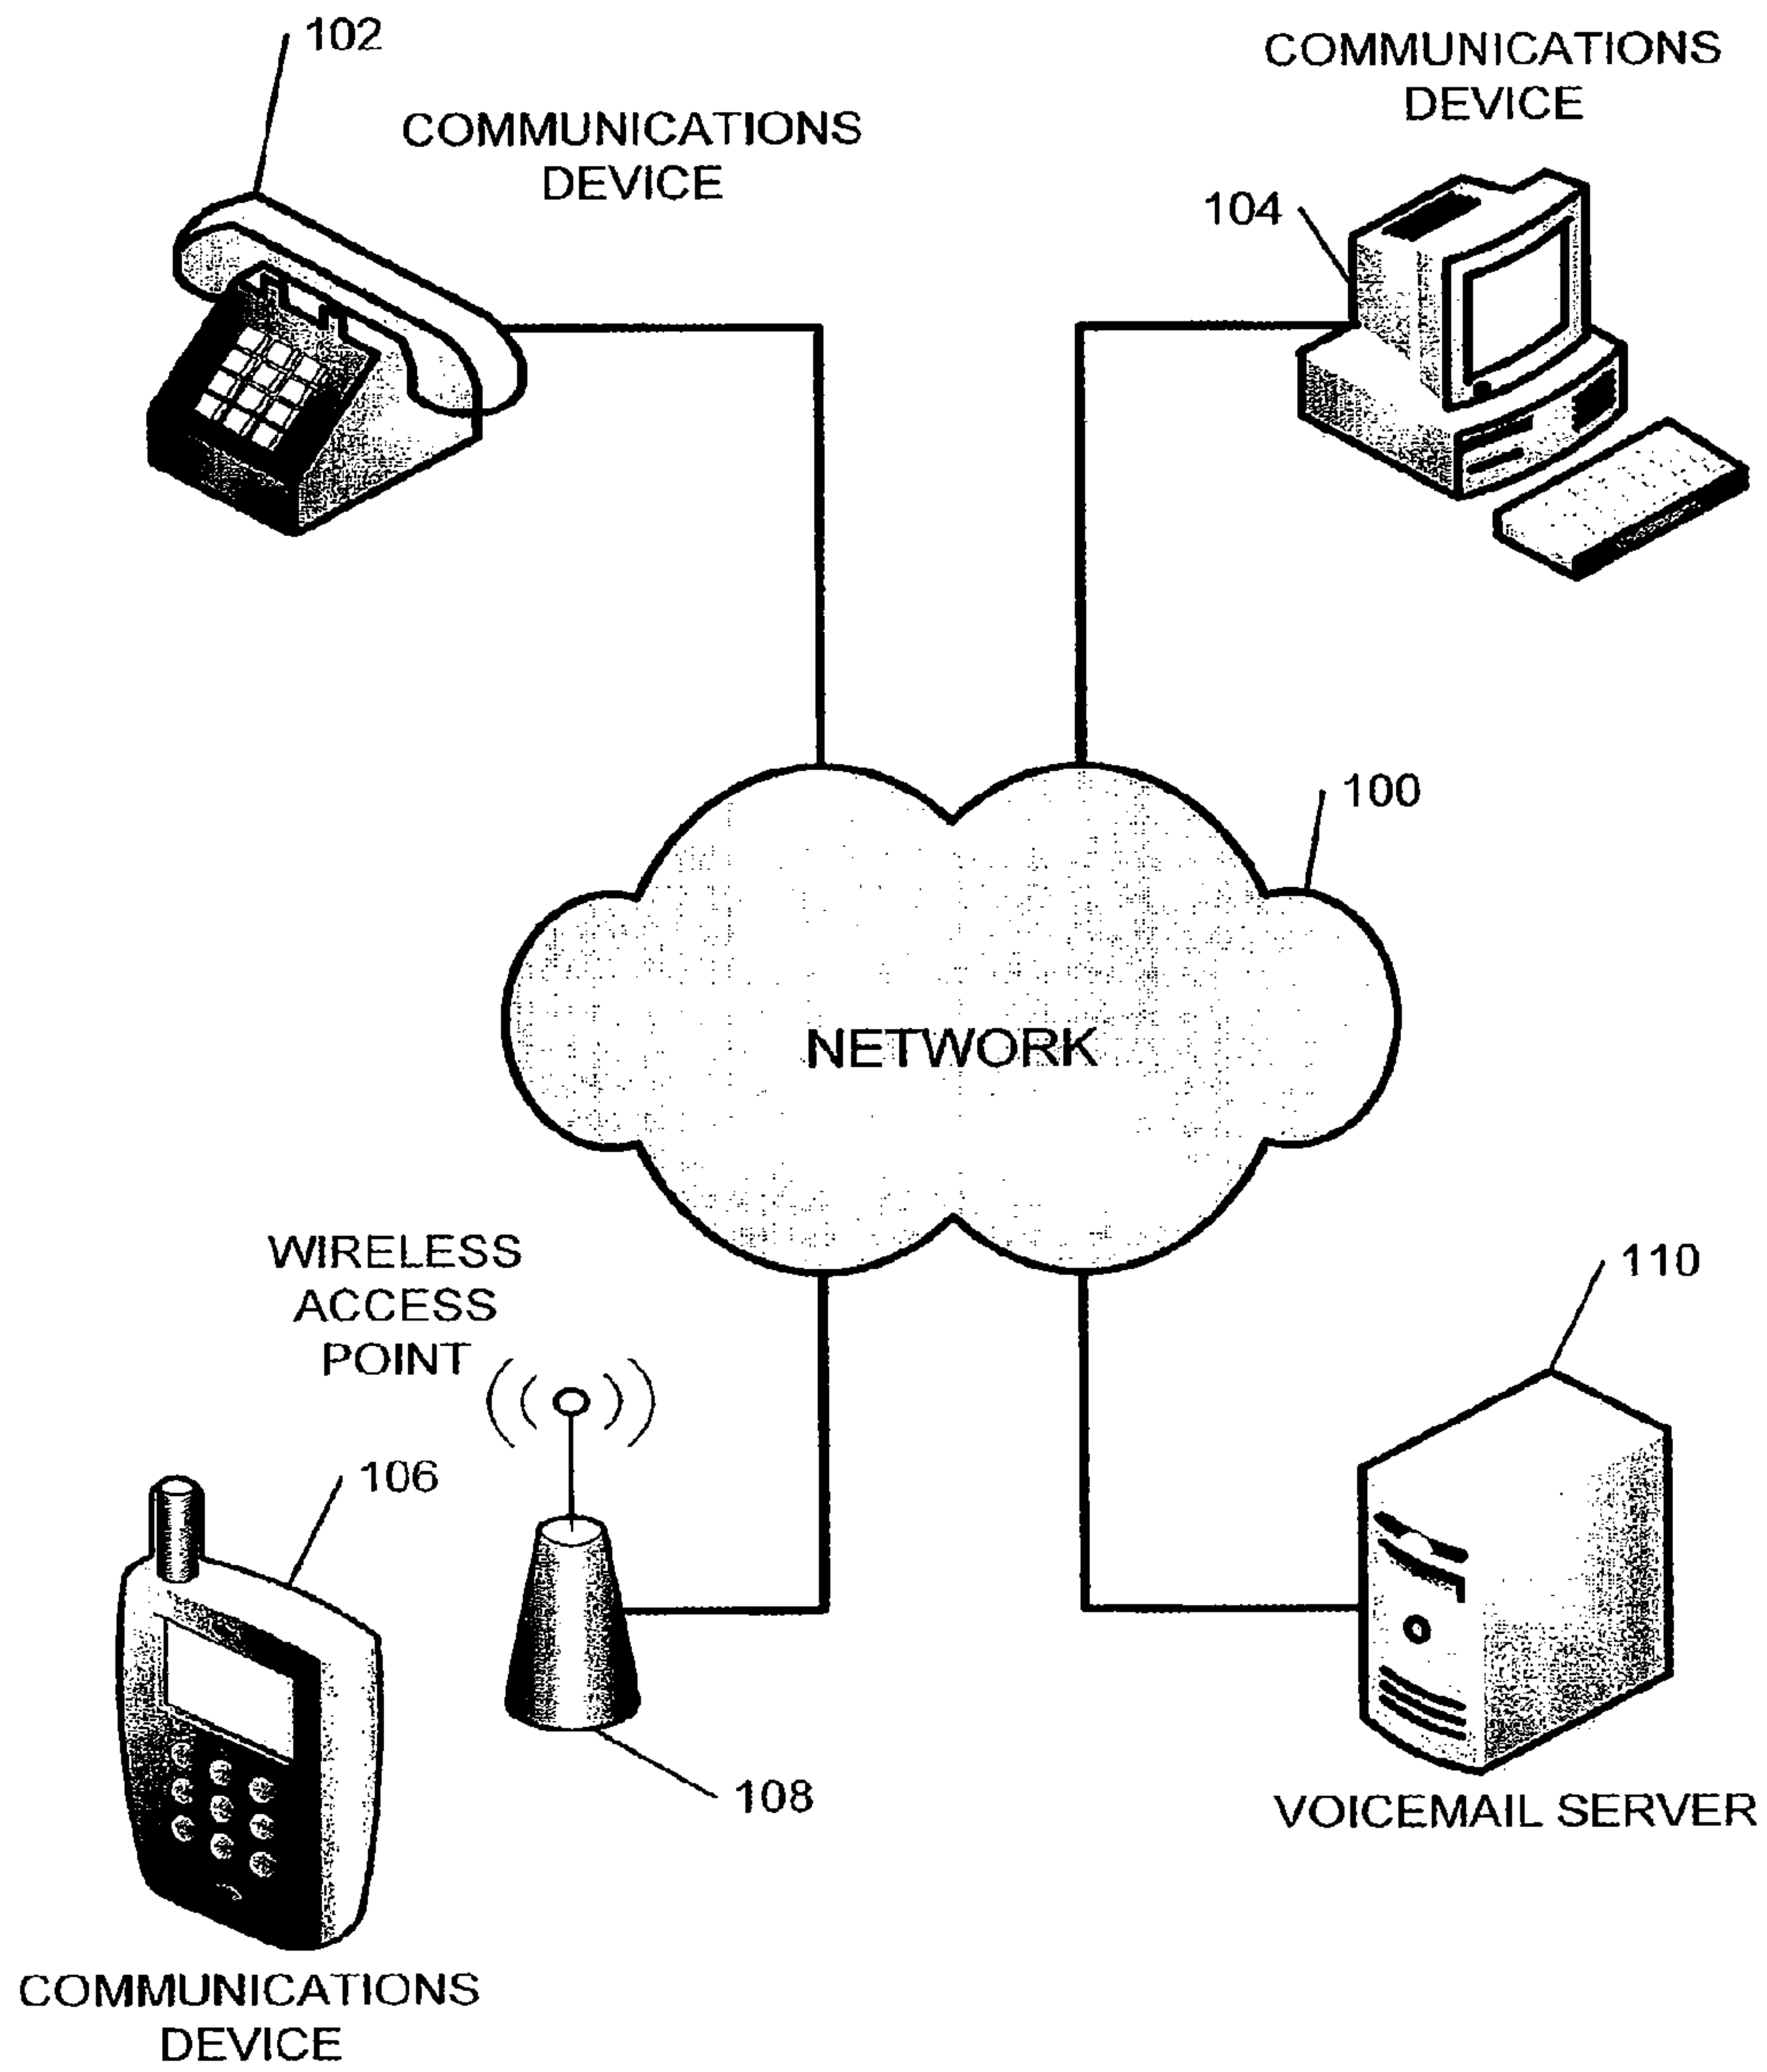 102
COMMUNICATIONS
DEVICE
COMMUNICATIONS
DEVICE
104
100
NETWORK
WIRELESS
ACCESS
POINT
110
106
108
VOICEMAIL SERVER
COMMUNICATIONS
DEVICE